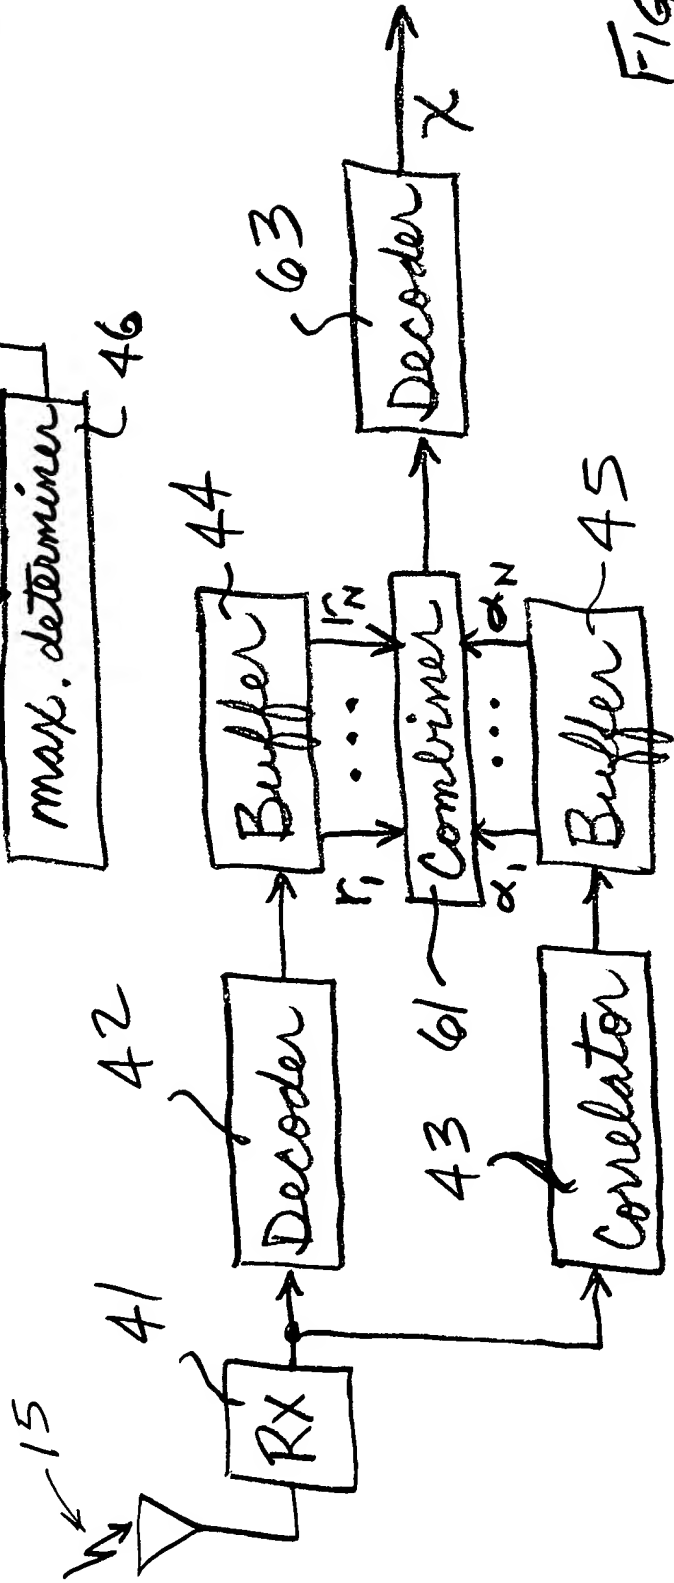 max. determiner
46
15
41
Rx
42
Decoder
43
Correlator
44
Buffer
r1
...
rN
61
Combiner
α1
...
αN
Buffer
45
63
Decoder
X
FIG